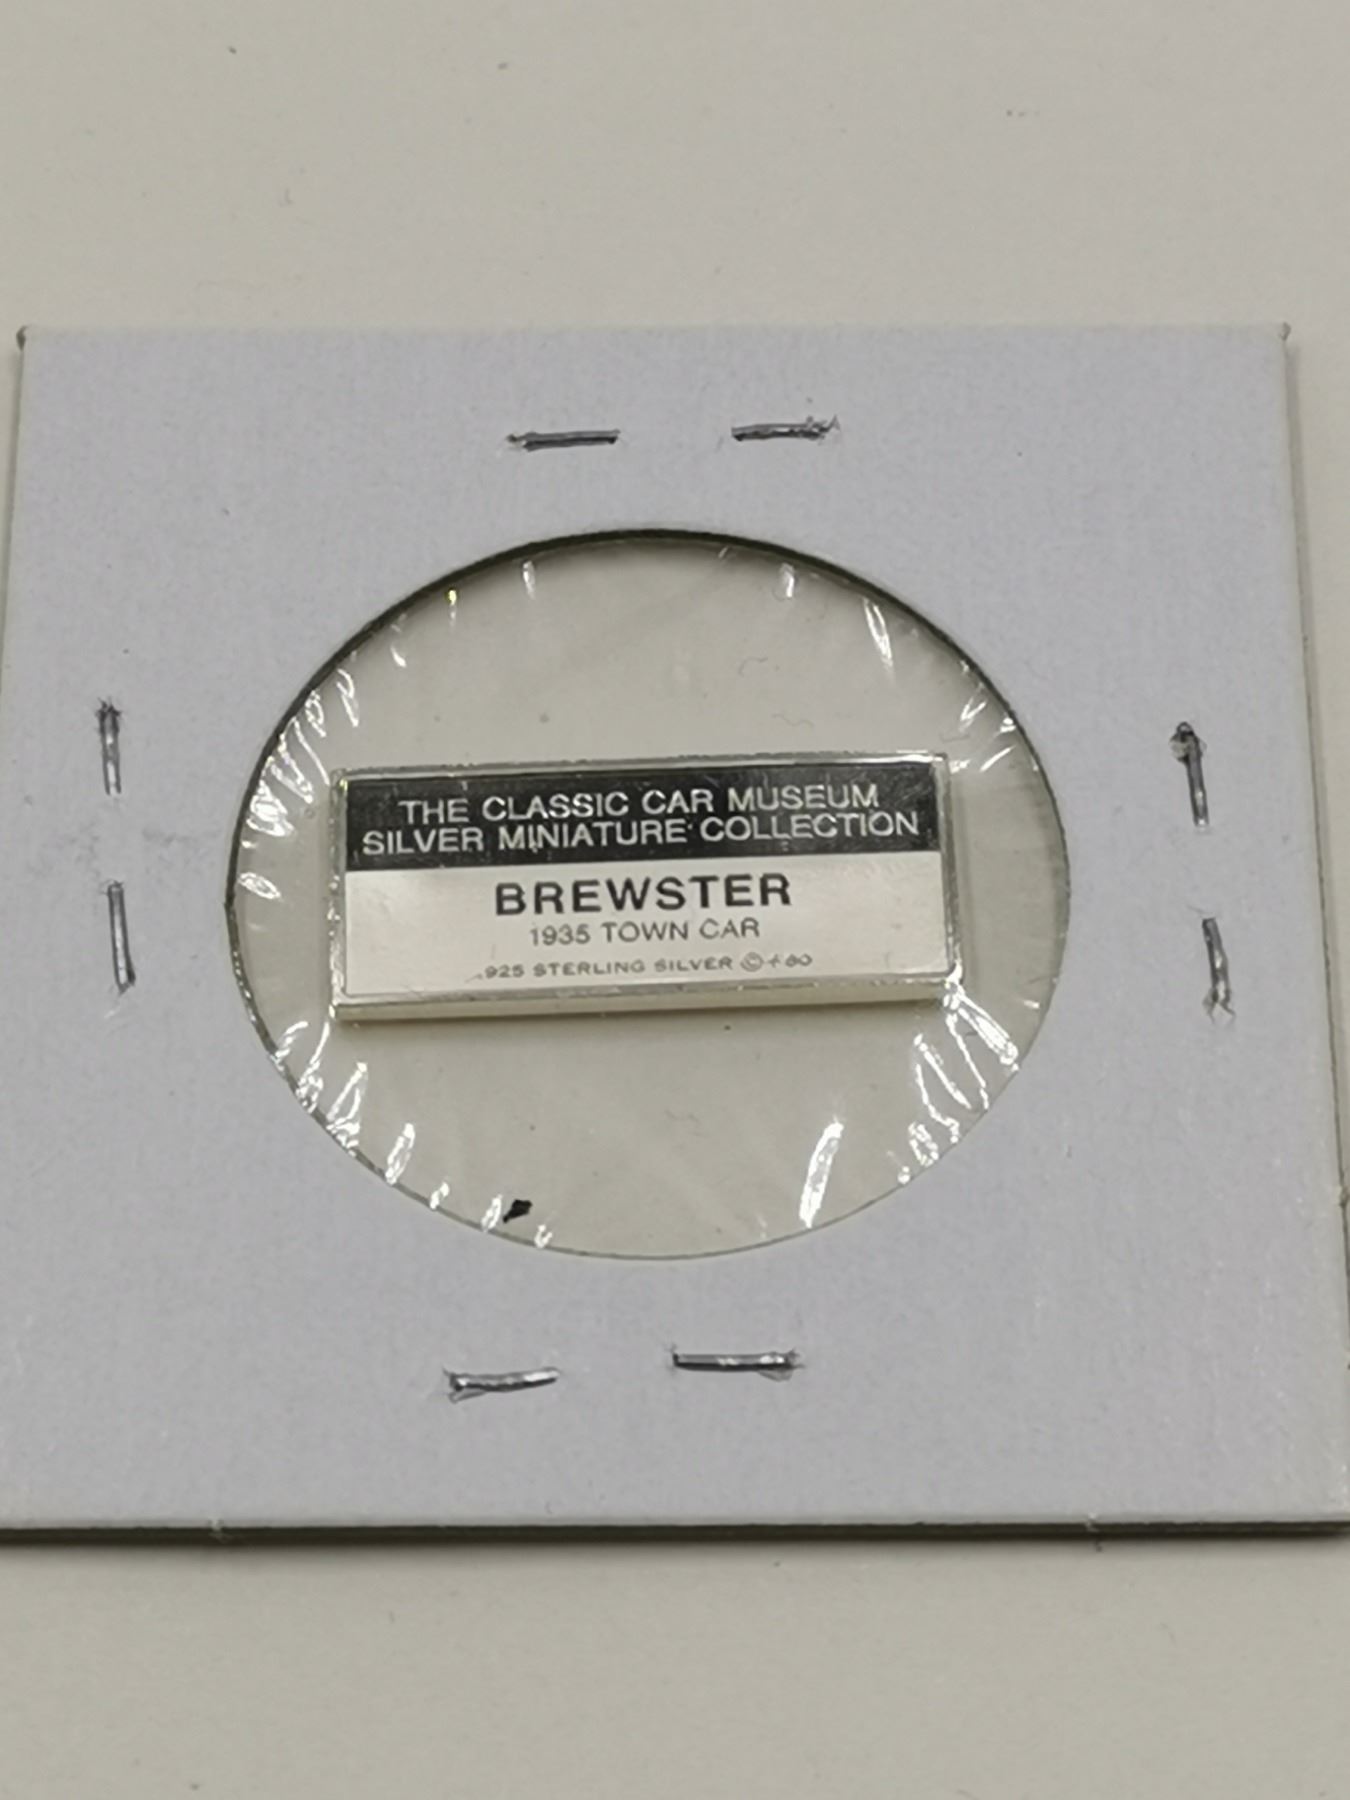 THE CLASSIC CAR MUSEUM
SILVER MINIATURE COLLECTION
BREWSTER
1935 TOWN CAR
.925 STERLING SILVER ©